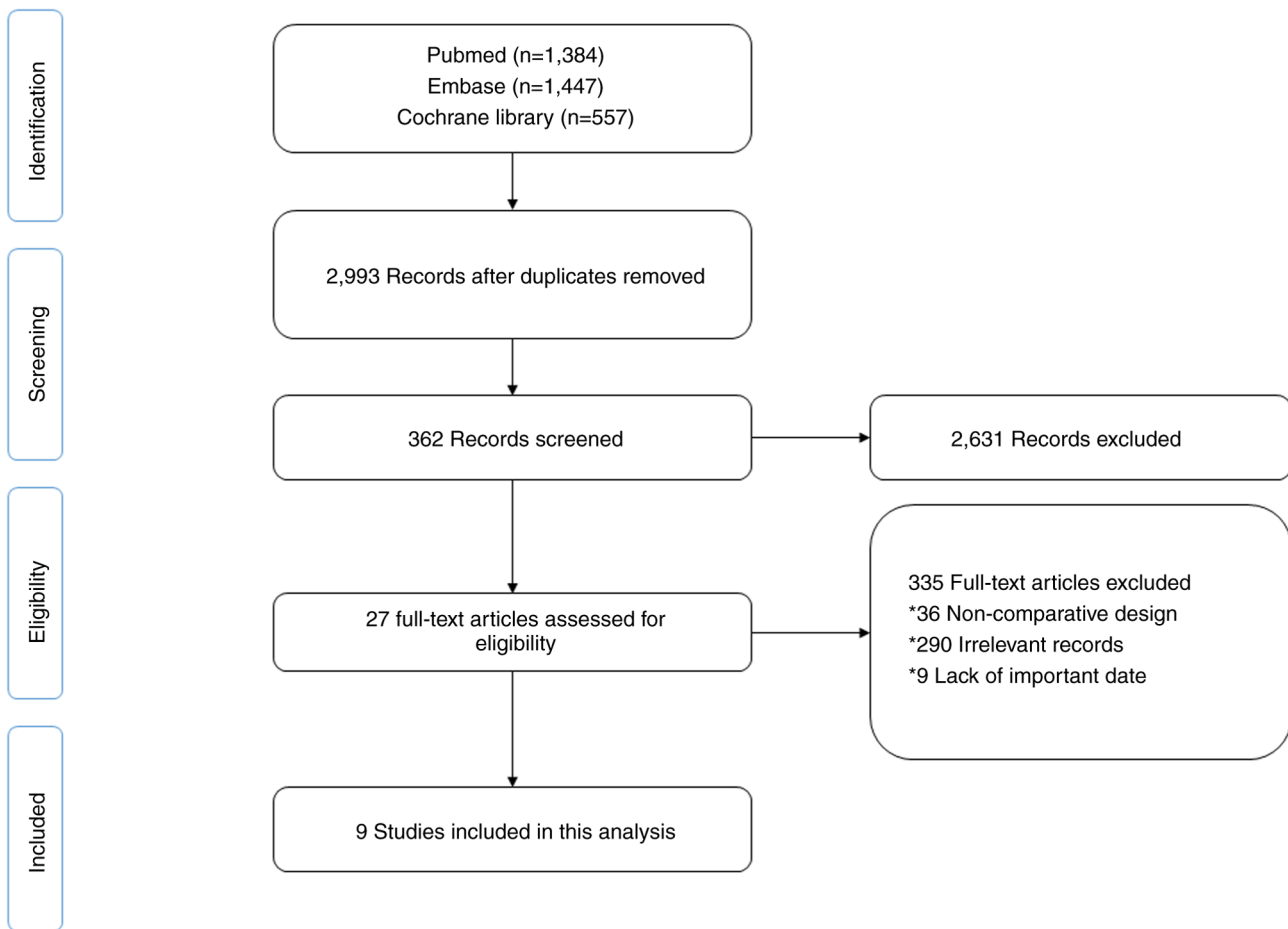 Identification
Pubmed (n=1,384)
Embase (n=1,447)
Cochrane library (n=557)
2,993 Records after duplicates removed
Screening
362 Records screened
2,631 Records excluded
Eligibility
27 full-text articles assessed for
eligibility
335 Full-text articles excluded
*36 Non-comparative design
*290 Irrelevant records
*9 Lack of important date
Included
9 Studies included in this analysis